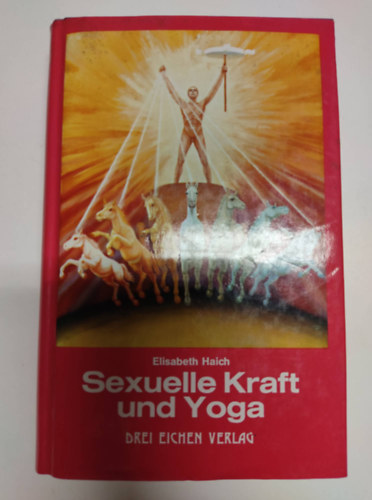 Elisabeth Haich
Sexuelle Kraft
und Yoga
DREI EICHEN VERLAG